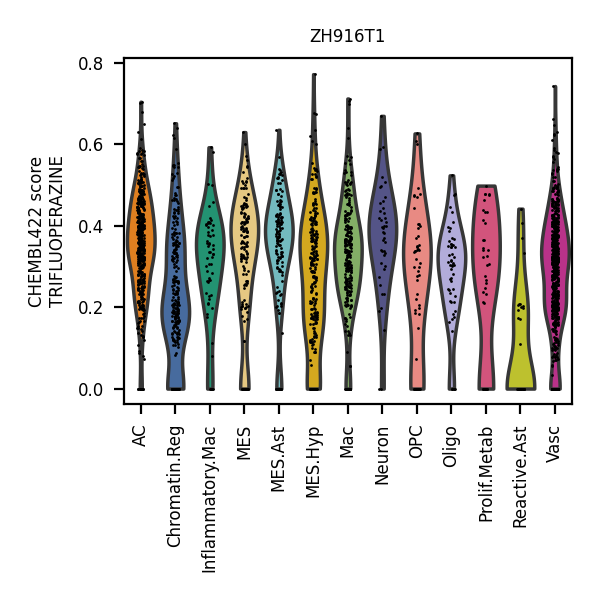 ZH916T1
CHEMBL422 score
TRIFLUOPERAZINE
0.8
0.6
0.4
0.2
0.0
AC
Chromatin.Reg
Inflammatory.Mac
MES
MES.Ast
MES.Hyp
Mac
Neuron
OPC
Oligo
Prolif.Metab
Reactive.Ast
Vasc